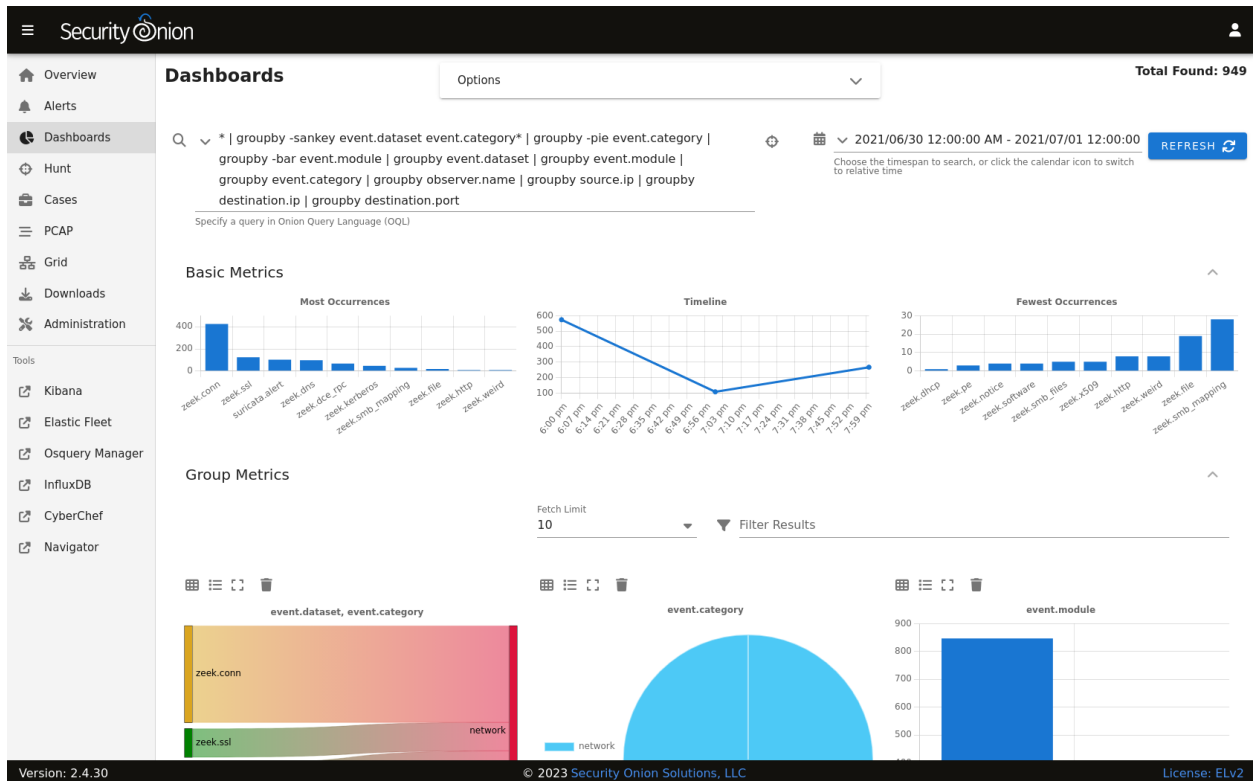 Security Onion
Overview
Alerts
Dashboards
Hunt
Cases
PCAP
Grid
Downloads
Administration
Tools
Kibana
Elastic Fleet
Osquery Manager
InfluxDB
CyberChef
Navigator
Dashboards
Options
Total Found: 949
* | groupby -sankey event.dataset event.category* | groupby -pie event.category |
groupby -bar event.module | groupby event.dataset | groupby event.module |
groupby event.category | groupby observer.name | groupby source.ip | groupby
destination.ip | groupby destination.port
Specify a query in Onion Query Language (OQL)
2021/06/30 12:00:00 AM - 2021/07/01 12:00:00
Choose the timespan to search, or click the calendar icon to switch
to relative time
REFRESH
Basic Metrics
Most Occurrences
400
200
0
zeek.conn
zeek.ssl
suricata.alert
zeek.dns
zeek.dce_rpc
zeek.kerberos
zeek.smb_mapping
zeek.file
zeek.http
zeek.weird
Timeline
600
500
400
300
200
100
6:00 pm
6:07 pm
6:14 pm
6:21 pm
6:28 pm
6:35 pm
6:42 pm
6:49 pm
6:56 pm
7:03 pm
7:10 pm
7:17 pm
7:24 pm
7:31 pm
7:38 pm
7:45 pm
7:52 pm
7:59 pm
Fewest Occurrences
30
20
10
0
zeek.dhcp
zeek.pe
zeek.notice
zeek.software
zeek.smb_files
zeek.x509
zeek.http
zeek.weird
zeek.file
zeek.smb_mapping
Group Metrics
Fetch Limit
10
Filter Results
event.dataset, event.category
zeek.conn
zeek.ssl
network
event.category
network
event.module
900
800
700
600
500
Version: 2.4.30
© 2023 Security Onion Solutions, LLC
License: ELv2